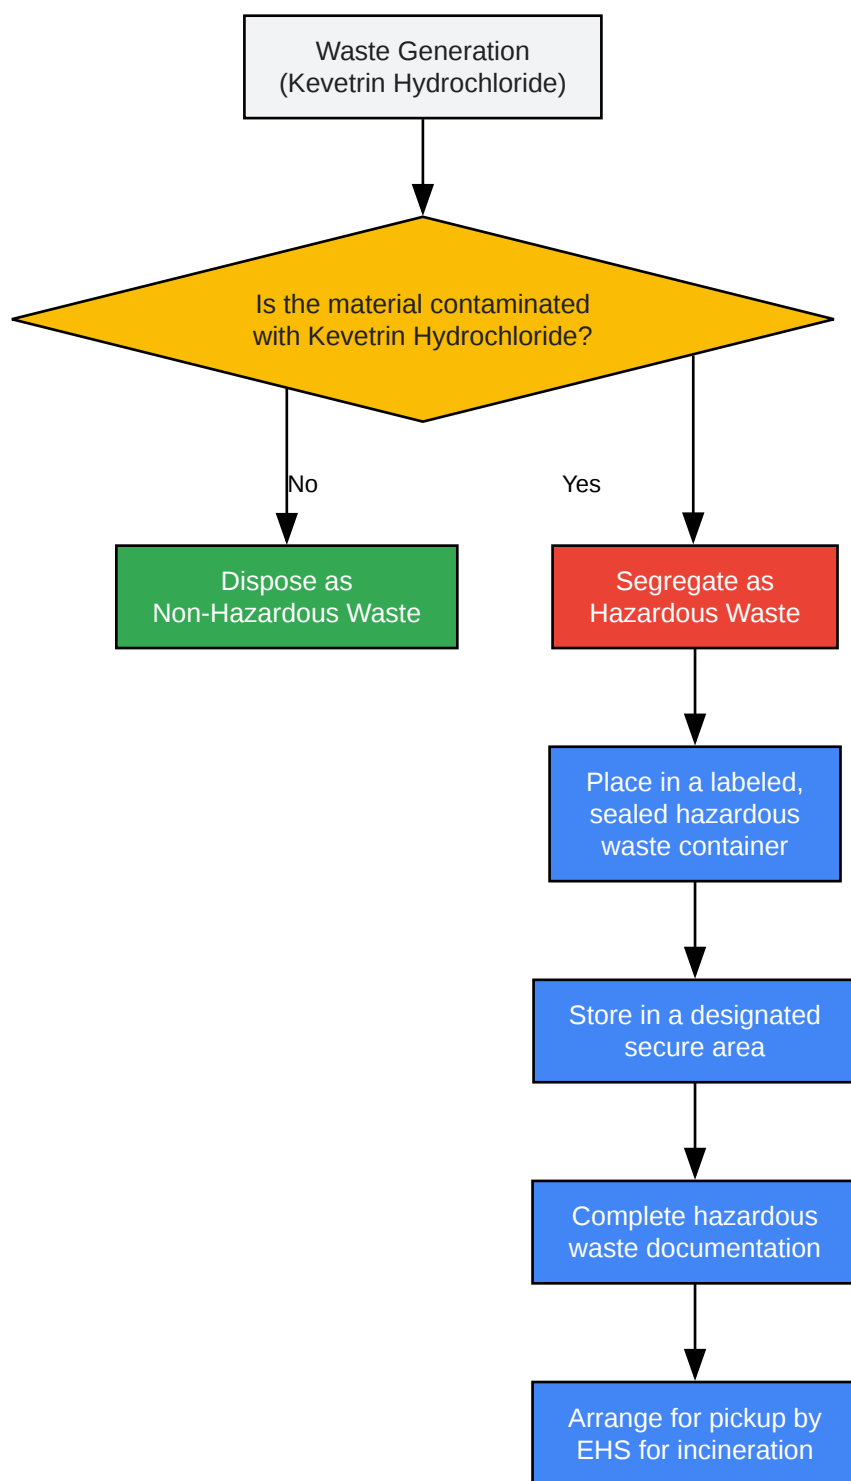 Waste Generation
(Kevetrin Hydrochloride)
Is the material contaminated
with Kevetrin Hydrochloride?
No
Yes
Dispose as
Non-Hazardous Waste
Segregate as
Hazardous Waste
Place in a labeled,
sealed hazardous
waste container
Store in a designated
secure area
Complete hazardous
waste documentation
Arrange for pickup by
EHS for incineration